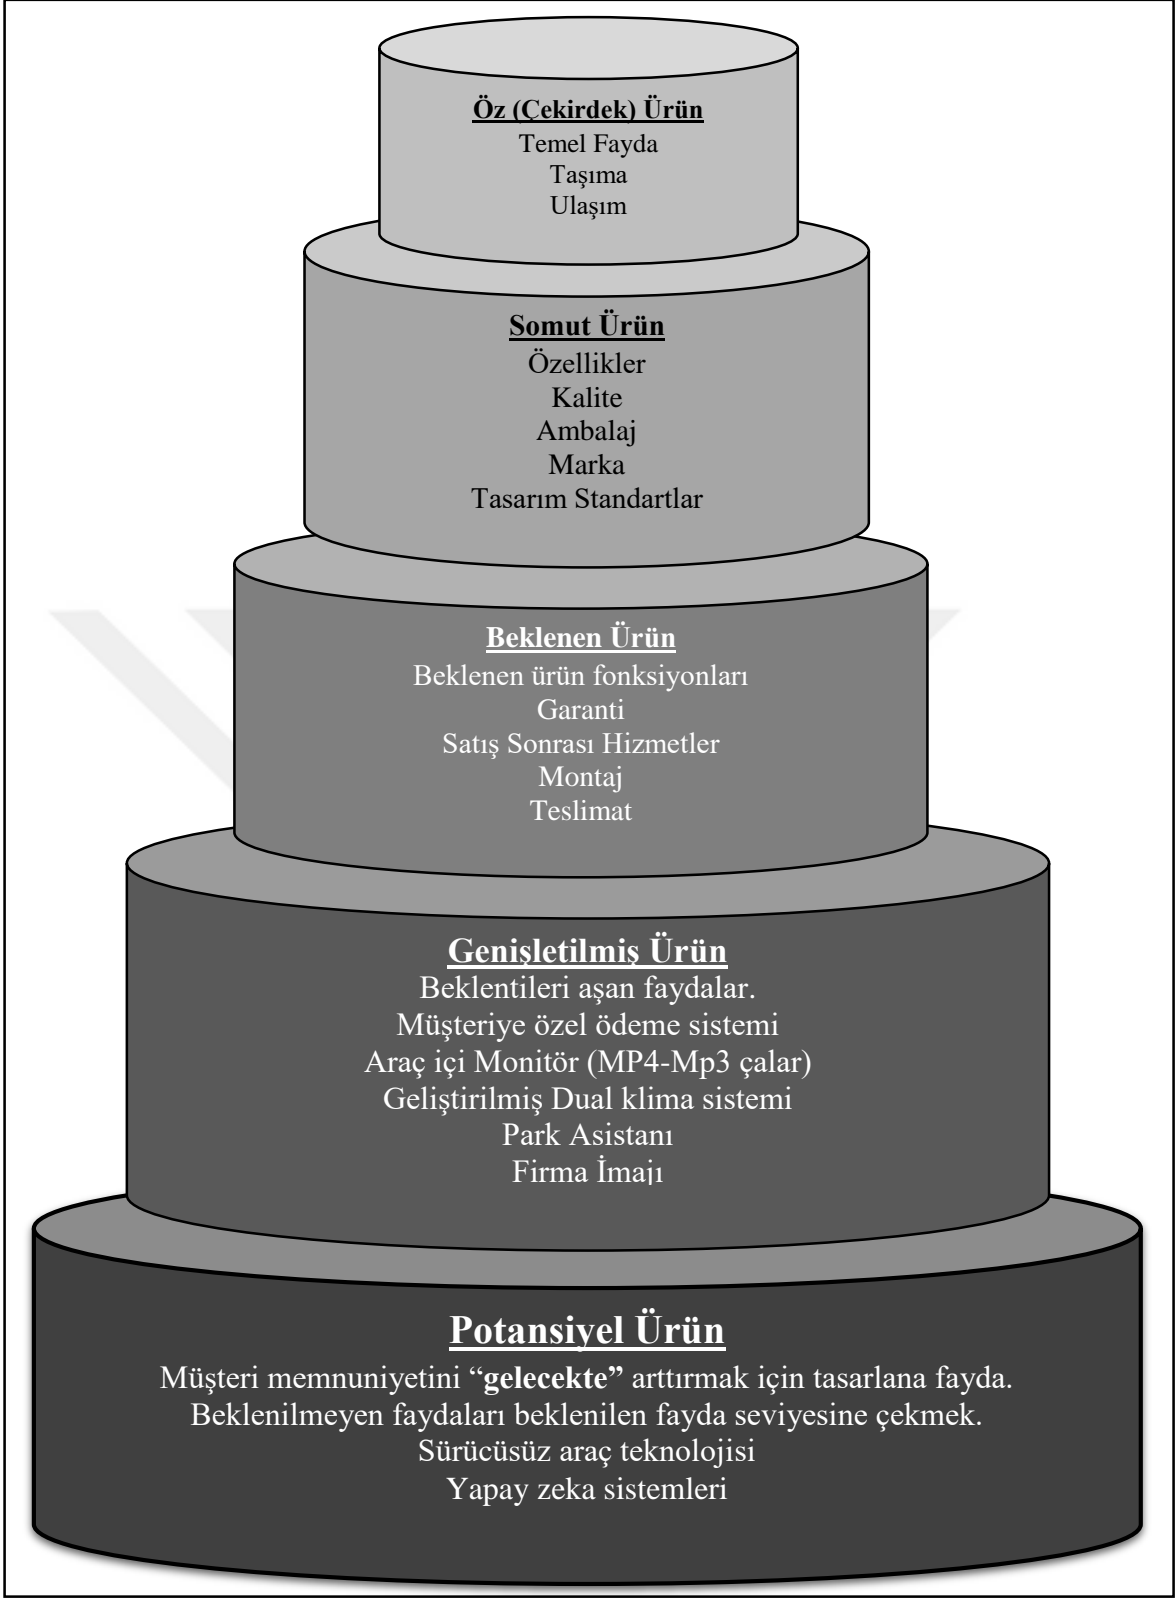 Öz (Çekirdek) Ürün
Temel Fayda
Taşıma
Ulaşım
Somut Ürün
Özellikler
Kalite
Ambalaj
Marka
Tasarım Standartlar
Beklenen Ürün
Beklenen ürün fonksiyonları
Garanti
Satış Sonrası Hizmetler
Montaj
Teslimat
Genişletilmiş Ürün
Beklentileri aşan faydalar.
Müşteriye özel ödeme sistemi
Araç içi Monitör (MP4-Mp3 çalar)
Geliştirilmiş Dual klima sistemi
Park Asistanı
Firma İmajı
Potansiyel Ürün
Müşteri memnuniyetini “gelecekte” arttırmak için tasarlana fayda.
Beklenilmeyen faydaları beklenilen fayda seviyesine çekmek.
Sürücüsüz araç teknolojisi
Yapay zeka sistemleri